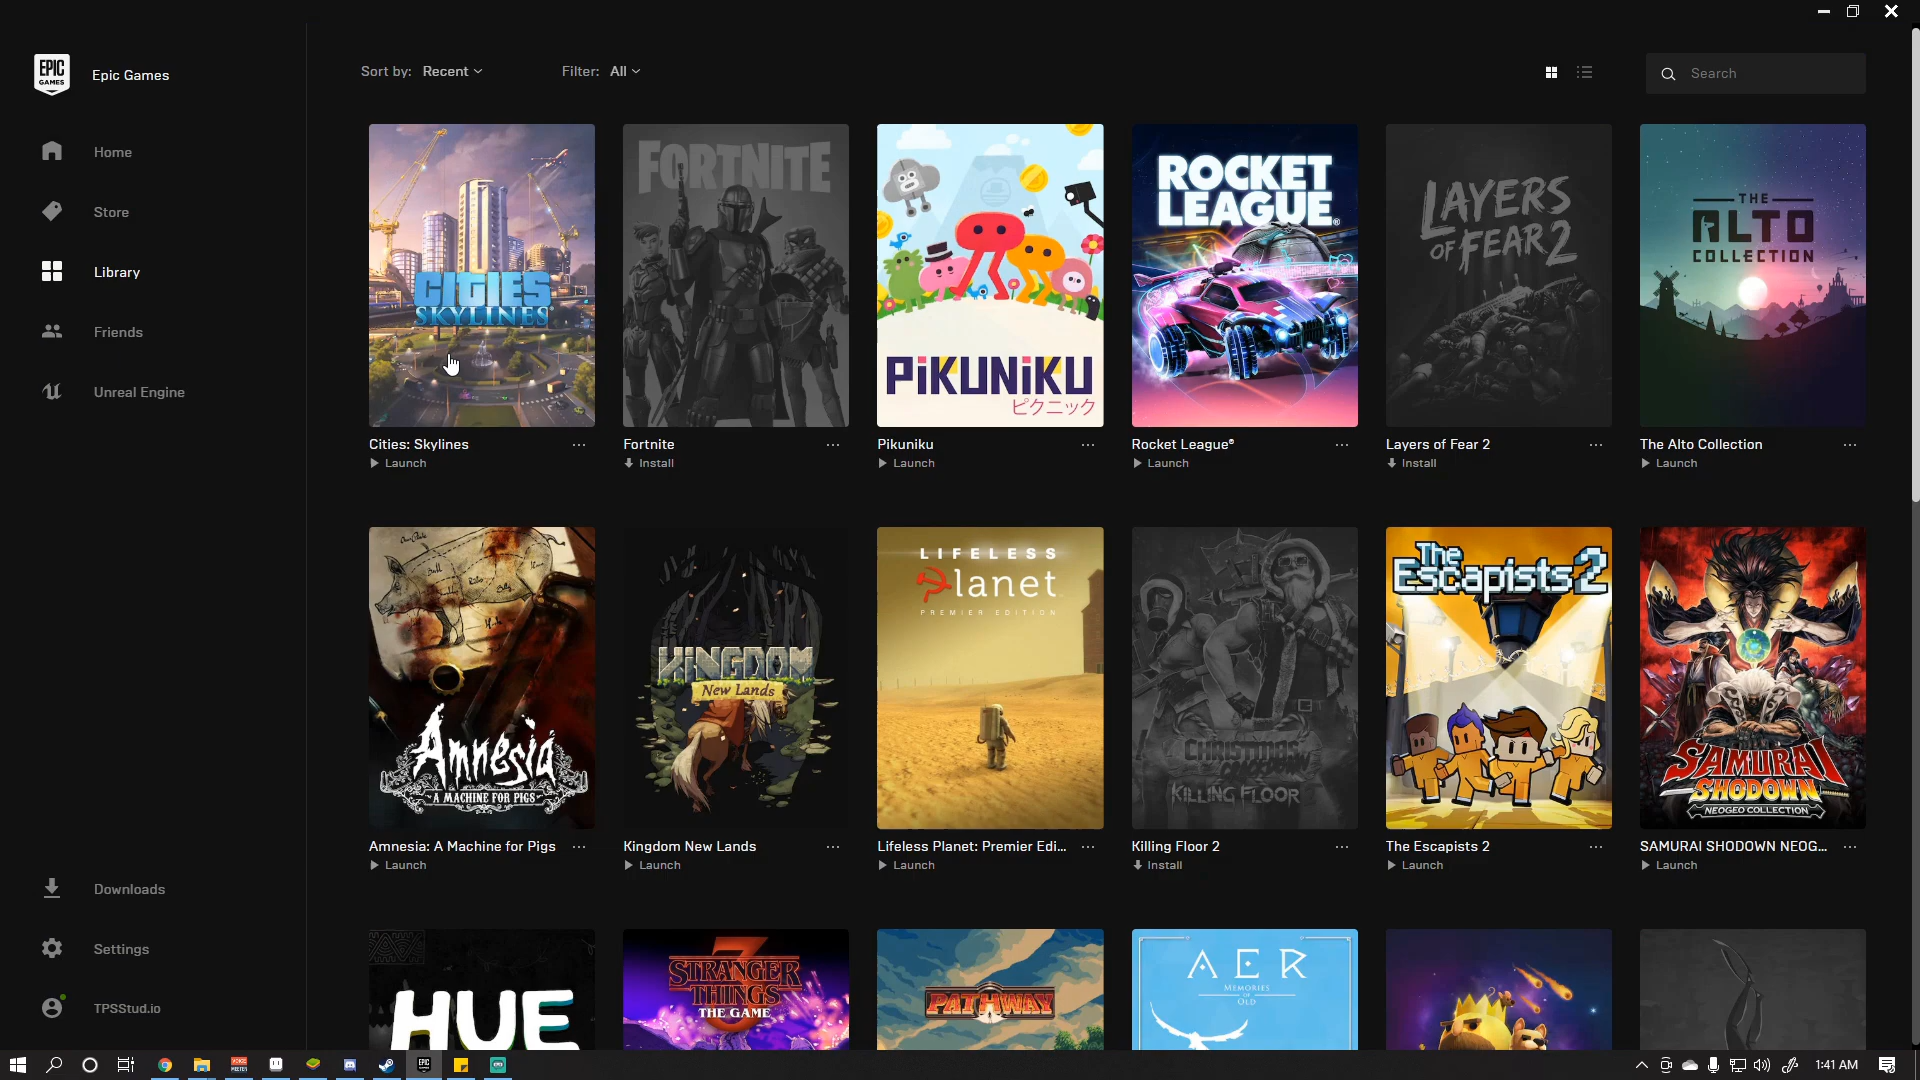 EPIC
GAMES
Epic Games
Home
Store
Library
Friends
Unreal Engine
Downloads
Settings
TPSStud.io
Sort by: Recent
Filter: All
Search
CITIES
SKYLINES
FORTNITE
PiKUNiKU
ピクニック
ROCKET
LEAGUE®
LAYERS
OF FEAR 2
THE
ALTO
COLLECTION
Cities: Skylines ...
Launch
Fortnite ...
Install
Pikuniku ...
Launch
Rocket League® ...
Launch
Layers of Fear 2 ...
Install
The Alto Collection ...
Launch
Amnesia
A MACHINE FOR PIGS
KINGDOM
New Lands
LIFELESS
Planet
PREMIER EDITION
CHRISTMAS
KILLING FLOOR
The
Escapists 2
SAMURAI
SHODOWN
NEOGEO COLLECTION
Amnesia: A Machine for Pigs ...
Launch
Kingdom New Lands ...
Launch
Lifeless Planet: Premier Edi... ...
Launch
Killing Floor 2 ...
Install
The Escapists 2 ...
Launch
SAMURAI SHODOWN NEOG... ...
Launch
HUE
STRANGER
THINGS
3
THE GAME
PATHWAY
AER
MEMORIES
OF
OLD
1:41 AM